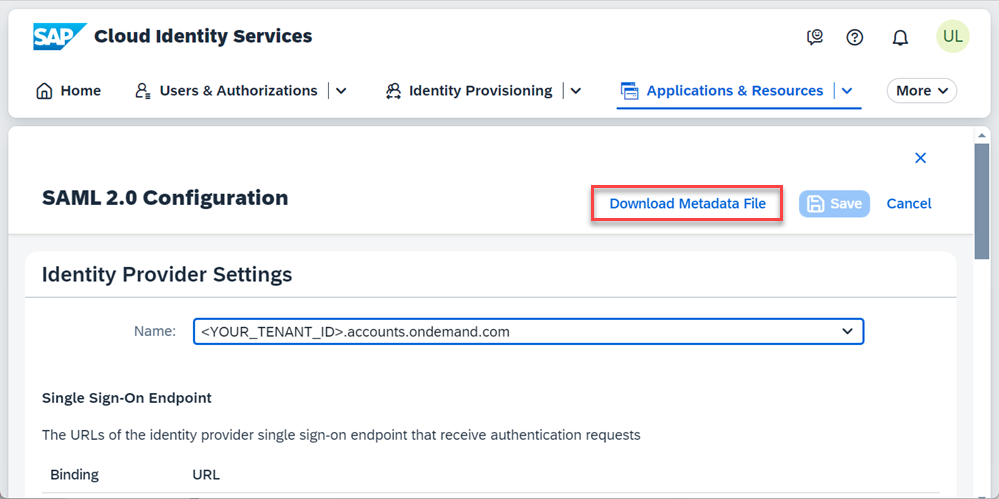 SAP Cloud Identity Services
UL
Home Users & Authorizations Identity Provisioning Applications & Resources More
SAML 2.0 Configuration
Download Metadata File Save Cancel
Identity Provider Settings
Name: <YOUR_TENANT_ID>.accounts.ondemand.com
Single Sign-On Endpoint
The URLs of the identity provider single sign-on endpoint that receive authentication requests
Binding URL